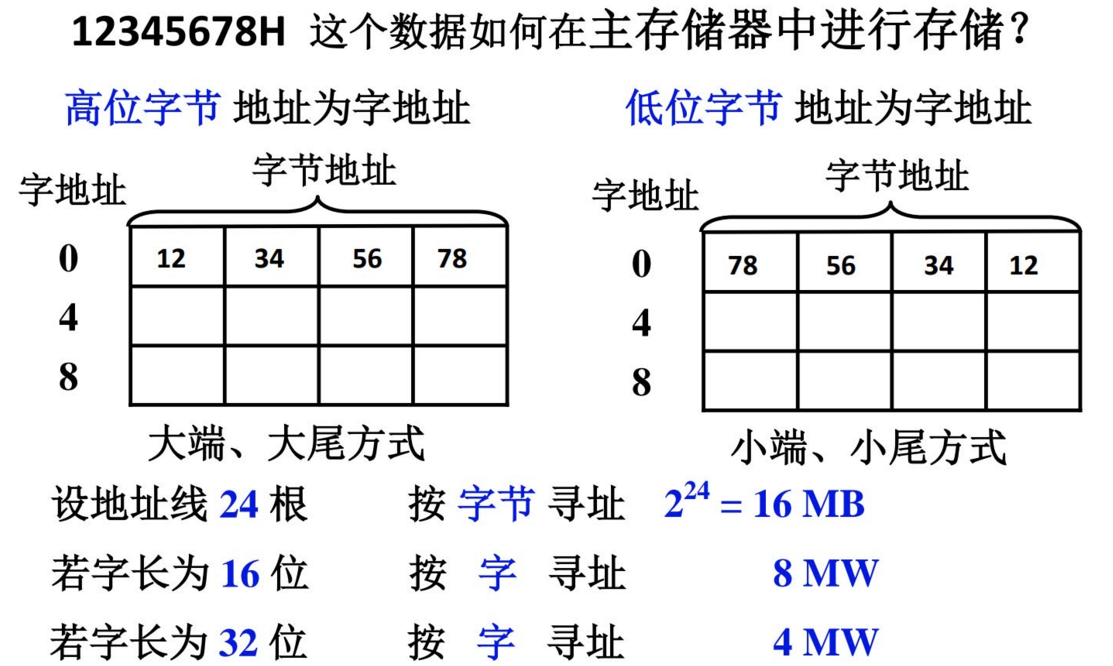 12345678H 这个数据如何在主存储器中进行存储？
高位字节 地址为字地址
低位字节 地址为字地址
字地址
字节地址
0 12 34 56 78
4
8
大端、大尾方式
字地址
字节地址
0 78 56 34 12
4
8
小端、小尾方式
设地址线 24 根 按 字节 寻址 2²⁴ = 16 MB
若字长为 16 位 按 字 寻址 8 MW
若字长为 32 位 按 字 寻址 4 MW